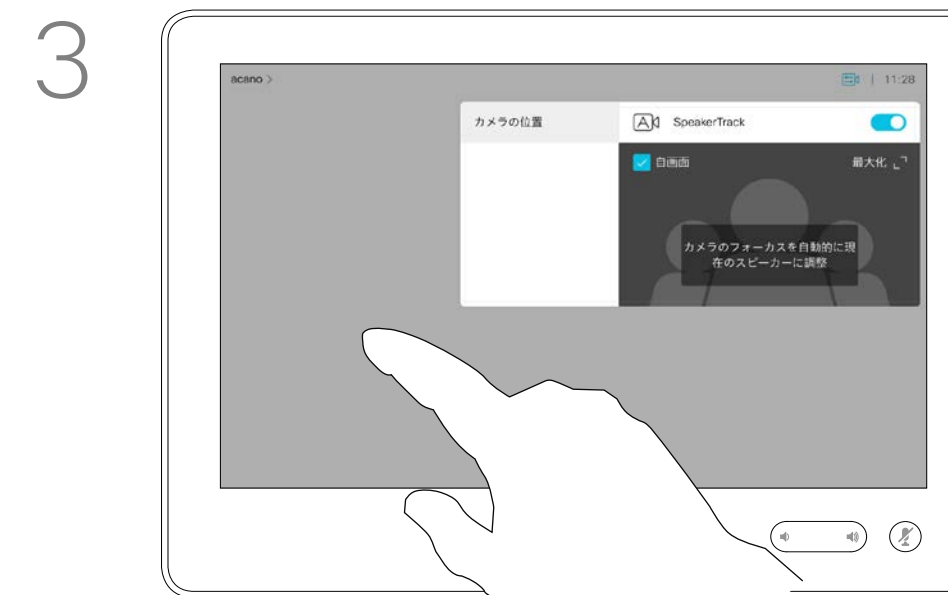 3
acano >
| 11:28
カメラの位置
SpeakerTrack
自画面
最大化
カメラのフォーカスを自動的に現
在のスピーカーに調整